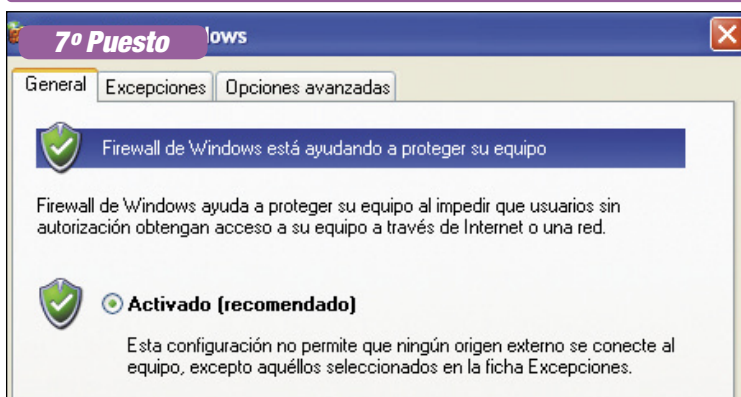 7º Puesto
ows
General Excepciones Opciones avanzadas
Firewall de Windows está ayudando a proteger su equipo
Firewall de Windows ayuda a proteger su equipo al impedir que usuarios sin
autorización obtengan acceso a su equipo a través de Internet o una red.
Activado (recomendado)
Esta configuración no permite que ningún origen externo se conecte al
equipo, excepto aquéllos seleccionados en la ficha Excepciones.